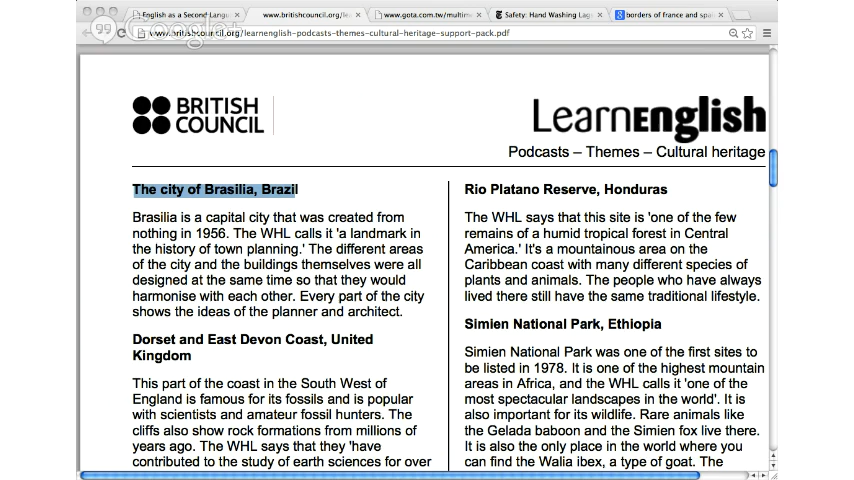 English as a Second Langu
www.britishcouncil.org/le
www.gota.com.tw/multim
Safety: Hand Washing Lag
borders of france and spa
Google+
www.britishcouncil.org/learnenglish-podcasts-themes-cultural-heritage-support-pack.pdf
BRITISH
COUNCIL
LearnEnglish
Podcasts – Themes – Cultural heritage
The city of Brasilia, Brazil
Brasilia is a capital city that was created from
nothing in 1956. The WHL calls it 'a landmark in
the history of town planning.' The different areas
of the city and the buildings themselves were all
designed at the same time so that they would
harmonise with each other. Every part of the city
shows the ideas of the planner and architect.
Dorset and East Devon Coast, United
Kingdom
This part of the coast in the South West of
England is famous for its fossils and is popular
with scientists and amateur fossil hunters. The
cliffs also show rock formations from millions of
years ago. The WHL says that they 'have
contributed to the study of earth sciences for over
Rio Platano Reserve, Honduras
The WHL says that this site is 'one of the few
remains of a humid tropical forest in Central
America.' It's a mountainous area on the
Caribbean coast with many different species of
plants and animals. The people who have always
lived there still have the same traditional lifestyle.
Simien National Park, Ethiopia
Simien National Park was one of the first sites to
be listed in 1978. It is one of the highest mountain
areas in Africa, and the WHL calls it 'one of the
most spectacular landscapes in the world'. It is
also important for its wildlife. Rare animals like
the Gelada baboon and the Simien fox live there.
It is also the only place in the world where you
can find the Walia ibex, a type of goat. The